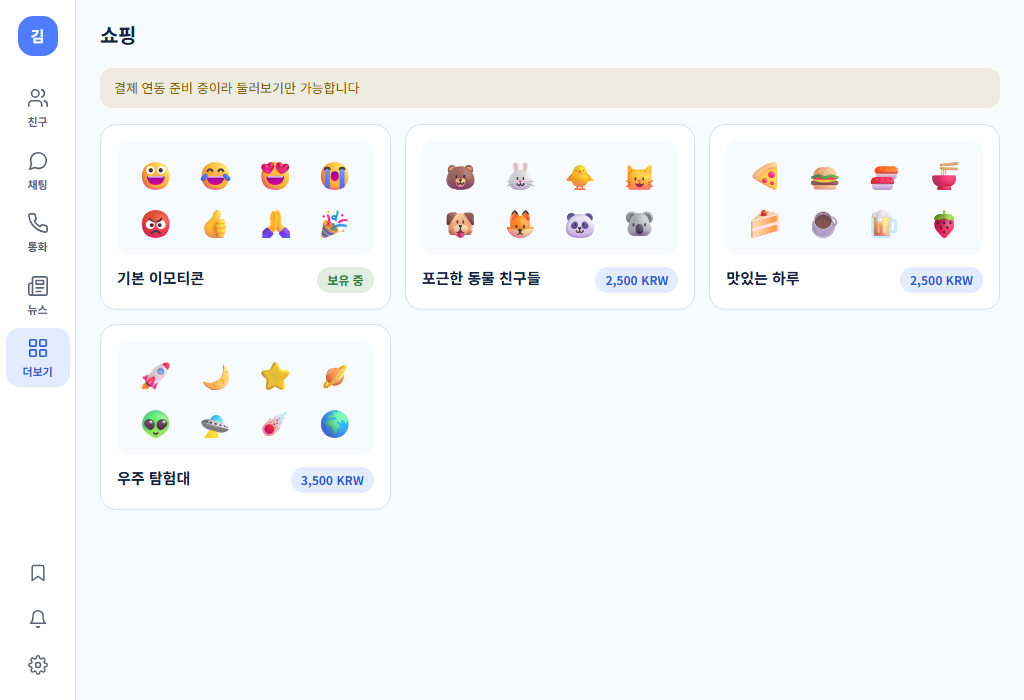 김
친구
채팅
통화
뉴스
더보기
쇼핑
결제 연동 준비 중이라 둘러보기만 가능합니다
기본 이모티콘
보유 중
포근한 동물 친구들
2,500 KRW
맛있는 하루
2,500 KRW
우주 탐험대
3,500 KRW